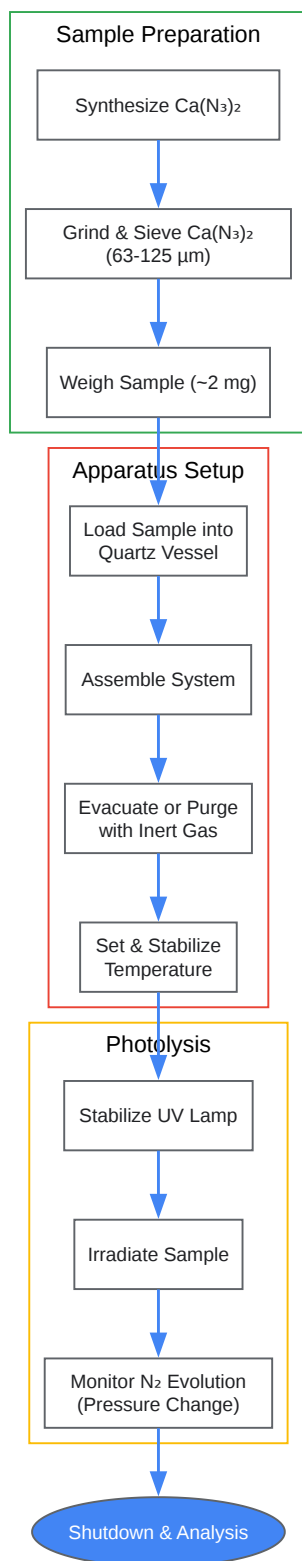 Sample Preparation
Synthesize Ca(N₃)₂
Grind & Sieve Ca(N₃)₂
(63-125 µm)
Weigh Sample (~2 mg)
Apparatus Setup
Load Sample into
Quartz Vessel
Assemble System
Evacuate or Purge
with Inert Gas
Set & Stabilize
Temperature
Photolysis
Stabilize UV Lamp
Irradiate Sample
Monitor N₂ Evolution
(Pressure Change)
Shutdown & Analysis